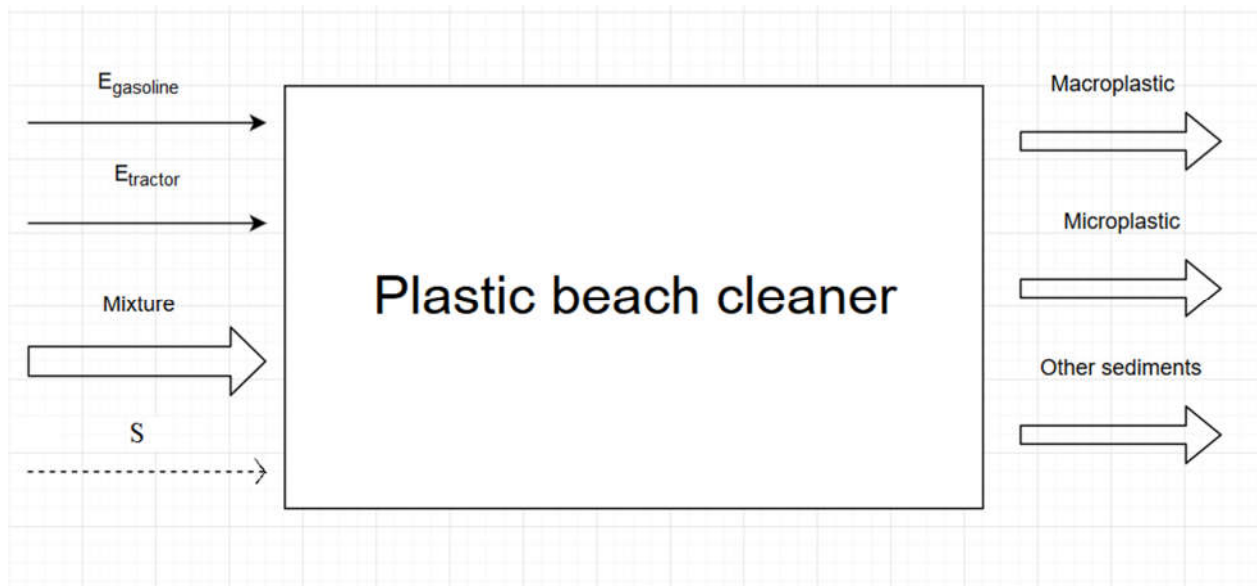 E_gasoline
E_tractor
Mixture
S
Plastic beach cleaner
Macroplastic
Microplastic
Other sediments